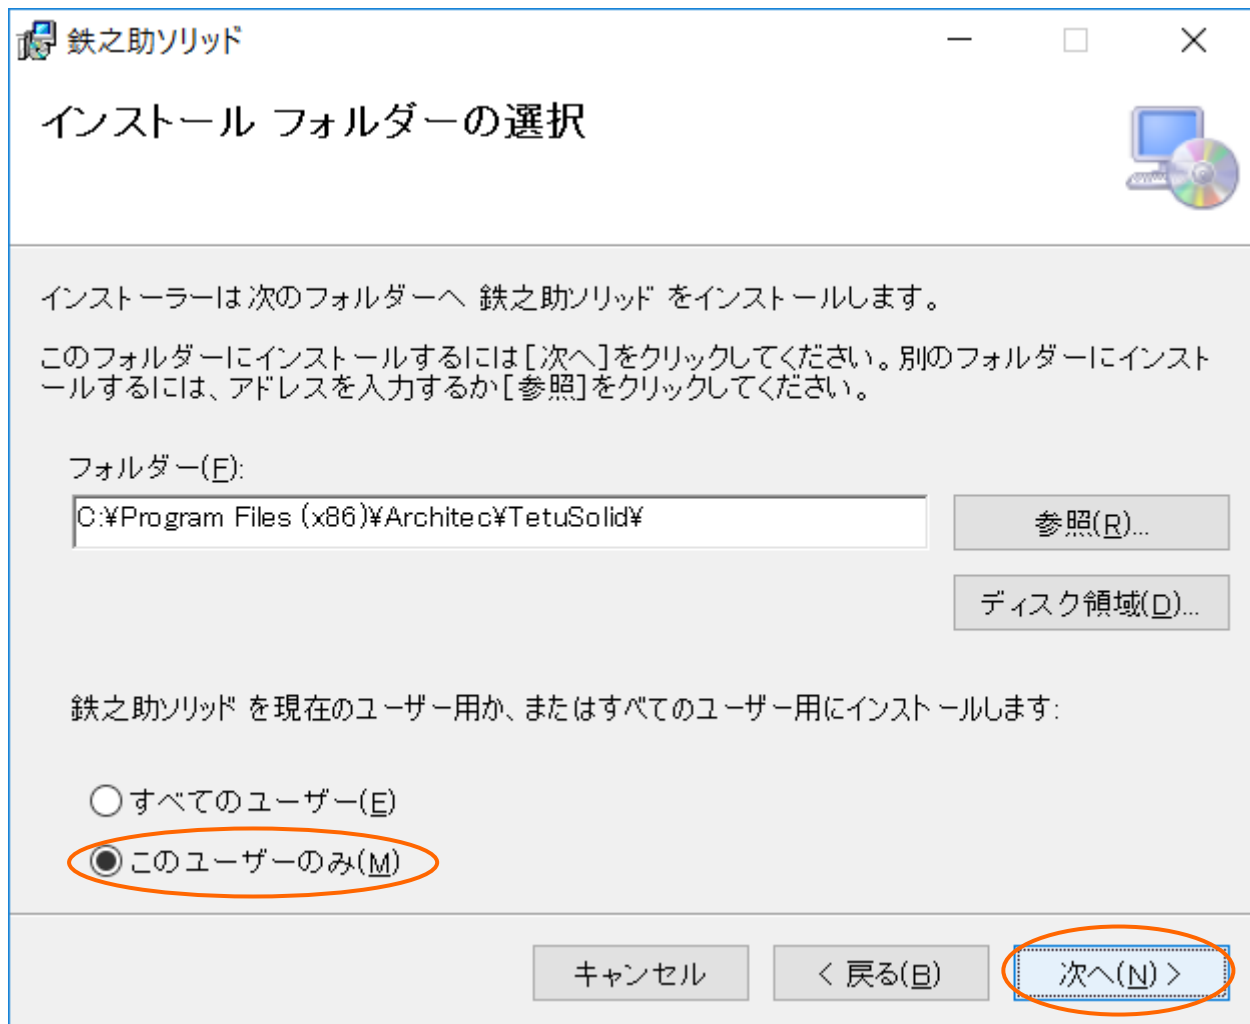 鉄之助ソリッド
インストール フォルダーの選択
インストーラーは次のフォルダーへ 鉄之助ソリッド をインストールします。
このフォルダーにインストールするには[次へ]をクリックしてください。別のフォルダーにインスト
ールするには、アドレスを入力するか[参照]をクリックしてください。
フォルダー(F):
C:¥Program Files (x86)¥Architec¥TetuSolid¥
参照(R)...
ディスク領域(D)...
鉄之助ソリッド を現在のユーザー用か、またはすべてのユーザー用にインストールします:
すべてのユーザー(E)
このユーザーのみ(M)
キャンセル
< 戻る(B)
次へ(N) >